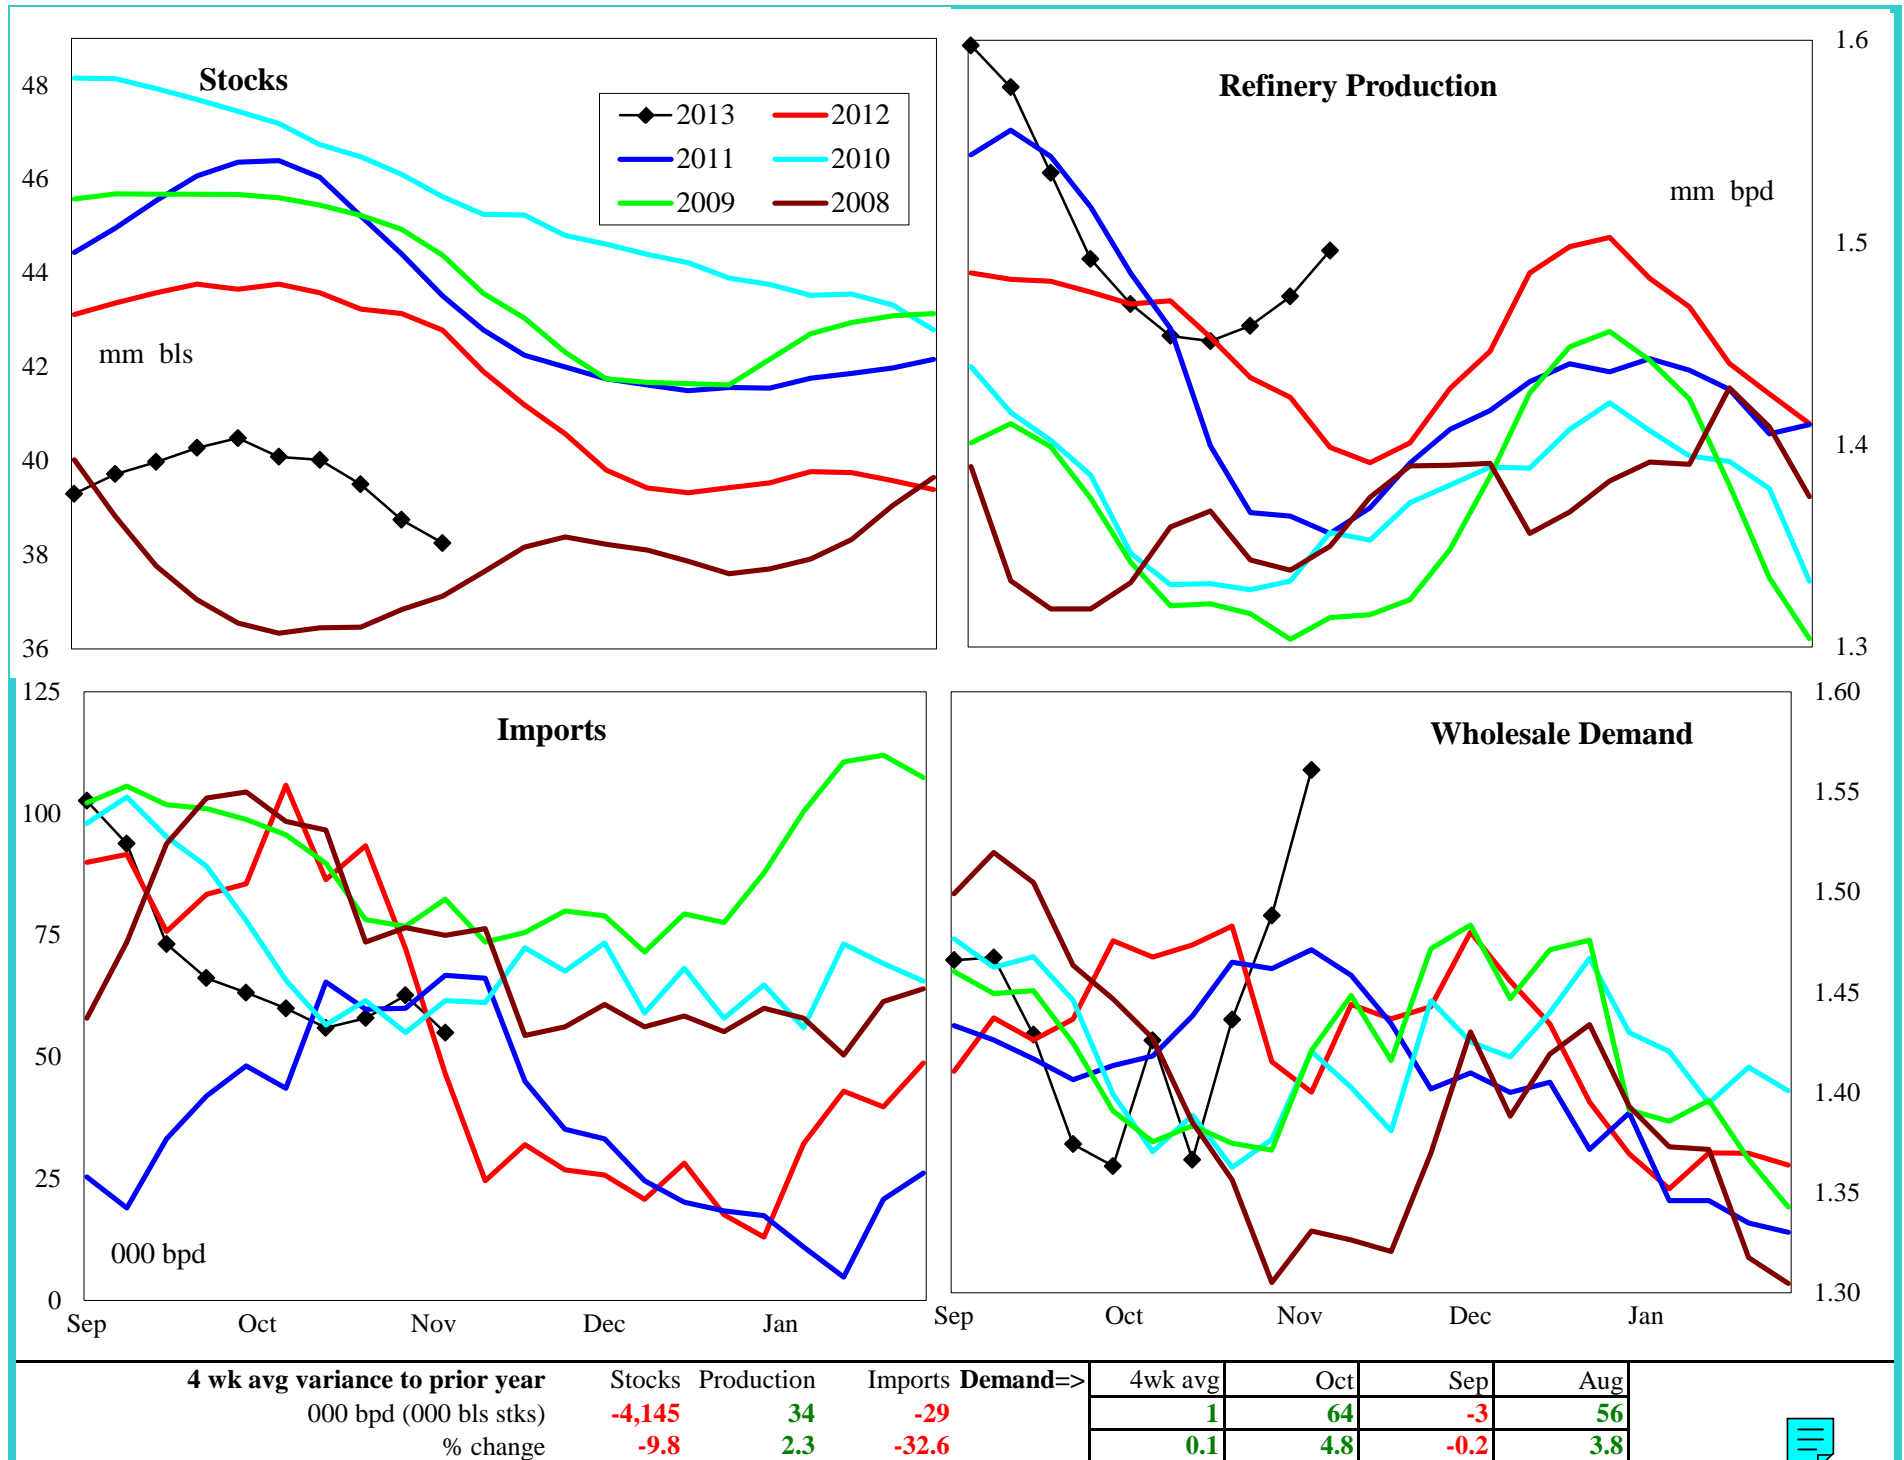 Stocks
48
46
44
42
40
38
36
mm bls
2013 2012
2011 2010
2009 2008
Refinery Production
mm bpd
1.6
1.5
1.4
1.3
Imports
125
100
75
50
25
0
000 bpd
Sep Oct Nov Dec Jan
Wholesale Demand
1.60
1.55
1.50
1.45
1.40
1.35
1.30
Sep Oct Nov Dec Jan
4 wk avg variance to prior year Stocks Production Imports Demand=> 4wk avg Oct Sep Aug
000 bpd (000 bls stks) -4,145 34 -29 1 64 -3 56
% change -9.8 2.3 -32.6 0.1 4.8 -0.2 3.8